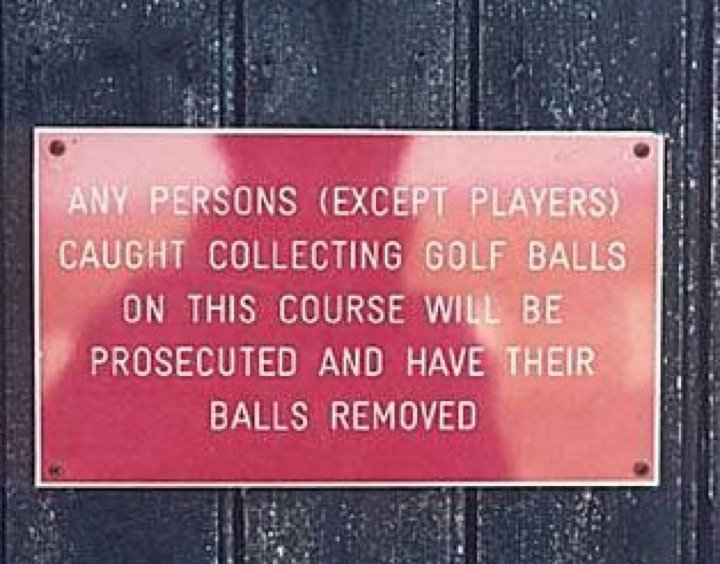 ANY PERSONS (EXCEPT PLAYERS)
CAUGHT COLLECTING GOLF BALLS
ON THIS COURSE WILL BE
PROSECUTED AND HAVE THEIR
BALLS REMOVED